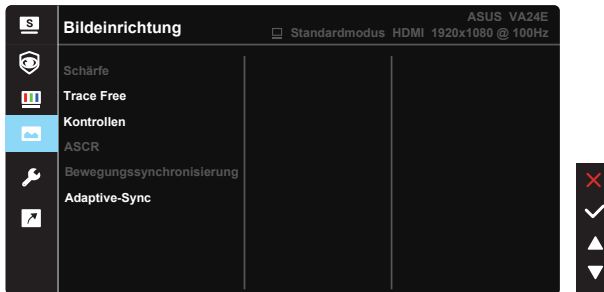 S
Bildeinrichtung
ASUS VA24E
Standardmodus HDMI 1920x1080 @ 100Hz
Schärfe
Trace Free
Kontrollen
ASCR
Bewegungssynchronisierung
Adaptive-Sync